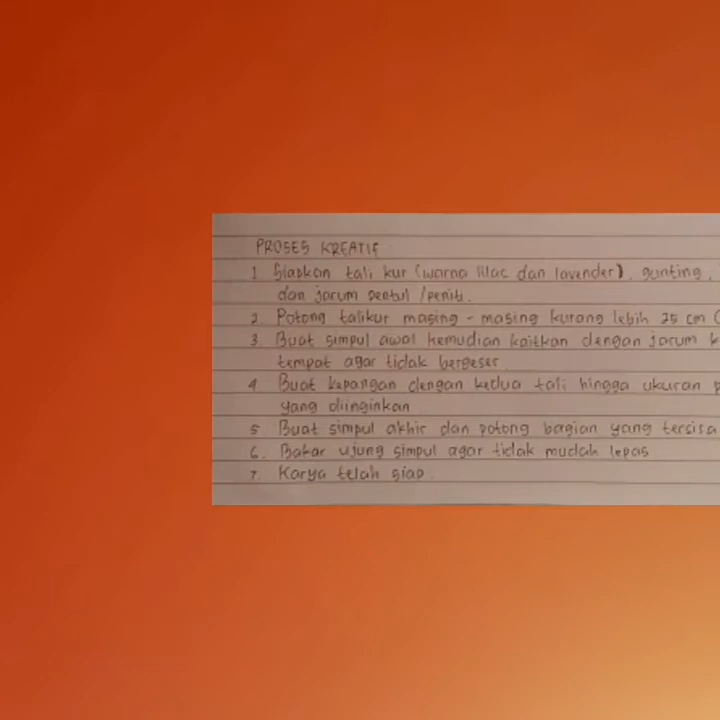 PROSES KREATIF
1. Siapkan tali kur (warna lilac dan lavender), gunting,
dan jarum pentul /peniti.
2. Potong talikur masing - masing kurang lebih 25 cm (
3. Buat simpul awal kemudian kaitkan dengan jarum k
tempat agar tidak bergeser.
4 Buat kepangan dengan kedua tali hingga ukuran p
yang diinginkan
5 Buat simpul akhir dan potong bagian yang tersisa
6. Bakar ujung simpul agar tidak mudah lepas
7. Karya telah siap.